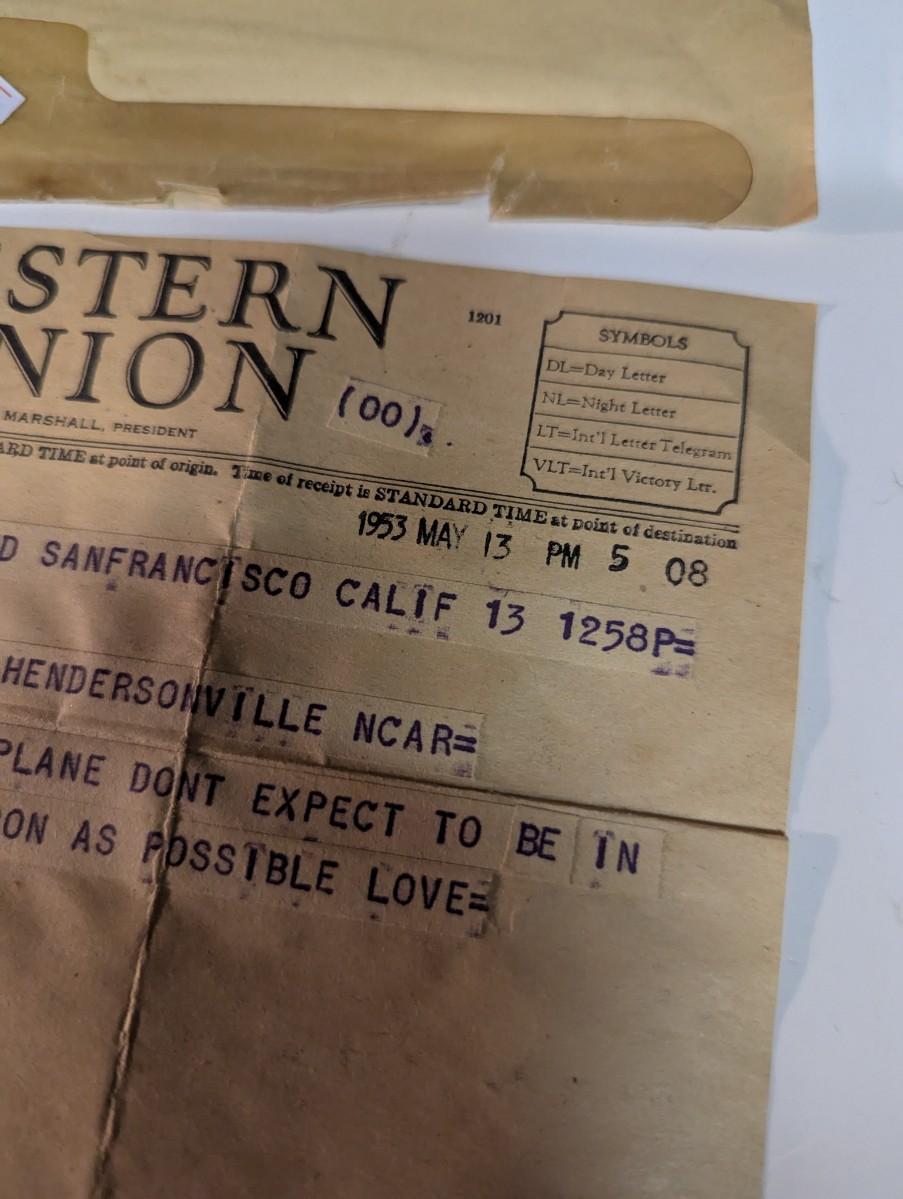 STERN
NION
1201
(00)
MARSHALL, PRESIDENT
SYMBOLS
DL=Day Letter
NL=Night Letter
LT=Int'l Letter Telegram
VLT=Int'l Victory Ltr.
ARD TIME at point of origin. Time of receipt is STANDARD TIME at point of destination
1953 MAY 13 PM 5 08
D SANFRANCISCO CALIF 13 1258P=
HENDERSONVILLE NCAR=
PLANE DONT EXPECT TO BE IN
OON AS POSSIBLE LOVE=